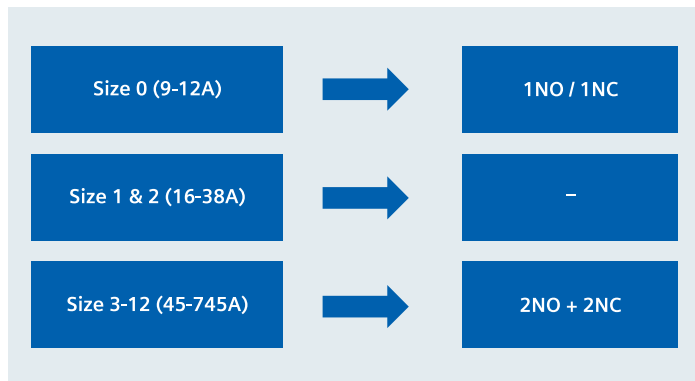 Size 0 (9-12A)
1NO / 1NC
Size 1 & 2 (16-38A)
–
Size 3-12 (45-745A)
2NO + 2NC